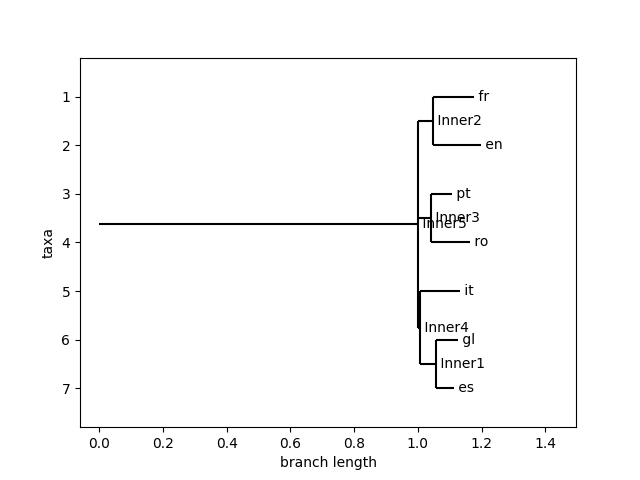 1
2
3
4
5
6
7
taxa
fr
Inner2
en
pt
Inner3
Inner5
ro
it
Inner4
gl
Inner1
es
0.0 0.2 0.4 0.6 0.8 1.0 1.2 1.4
branch length